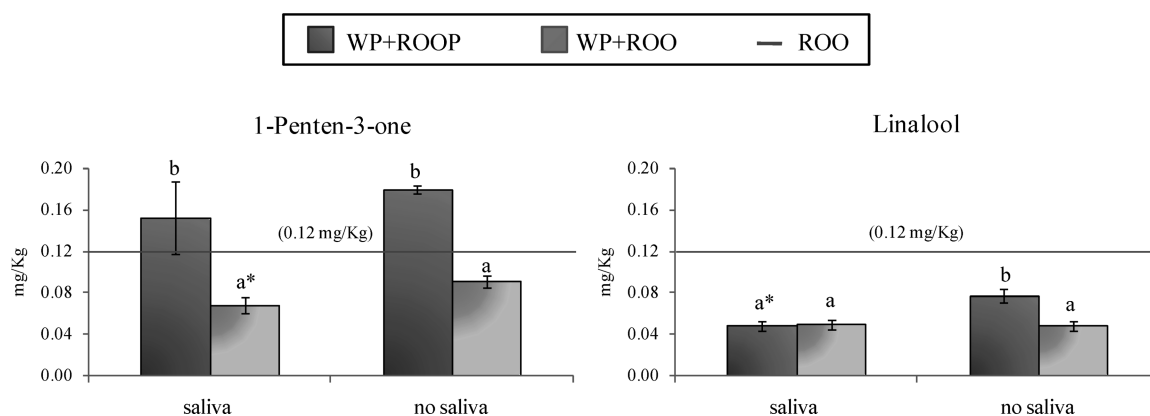 WP+ROOP WP+ROO ROO
1-Penten-3-one
mg/Kg
0.20
0.16
0.12
0.08
0.04
0.00
b
a*
b
a
(0.12 mg/Kg)
saliva no saliva
Linalool
mg/Kg
0.20
0.16
0.12
0.08
0.04
0.00
(0.12 mg/Kg)
a*
a
b
a
saliva no saliva